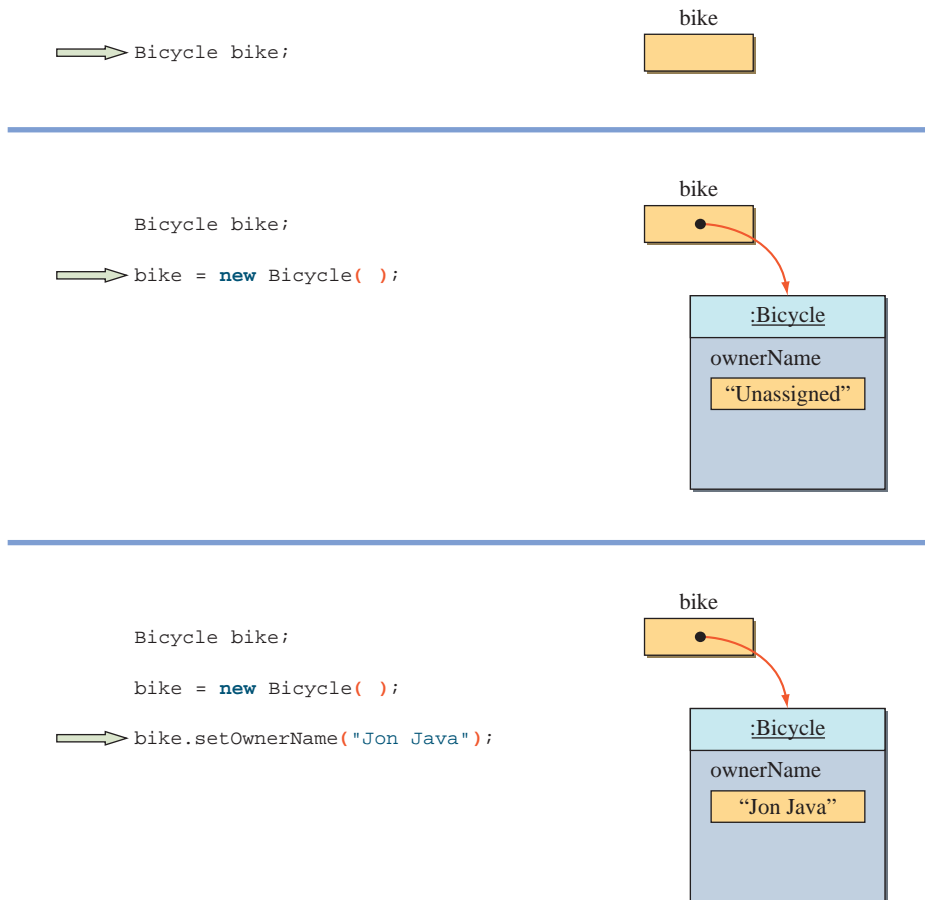 bike
Bicycle bike;
bike
Bicycle bike;
bike = new Bicycle( );
:Bicycle
ownerName
“Unassigned”
bike
Bicycle bike;
bike = new Bicycle( );
bike.setOwnerName("Jon Java");
:Bicycle
ownerName
“Jon Java”